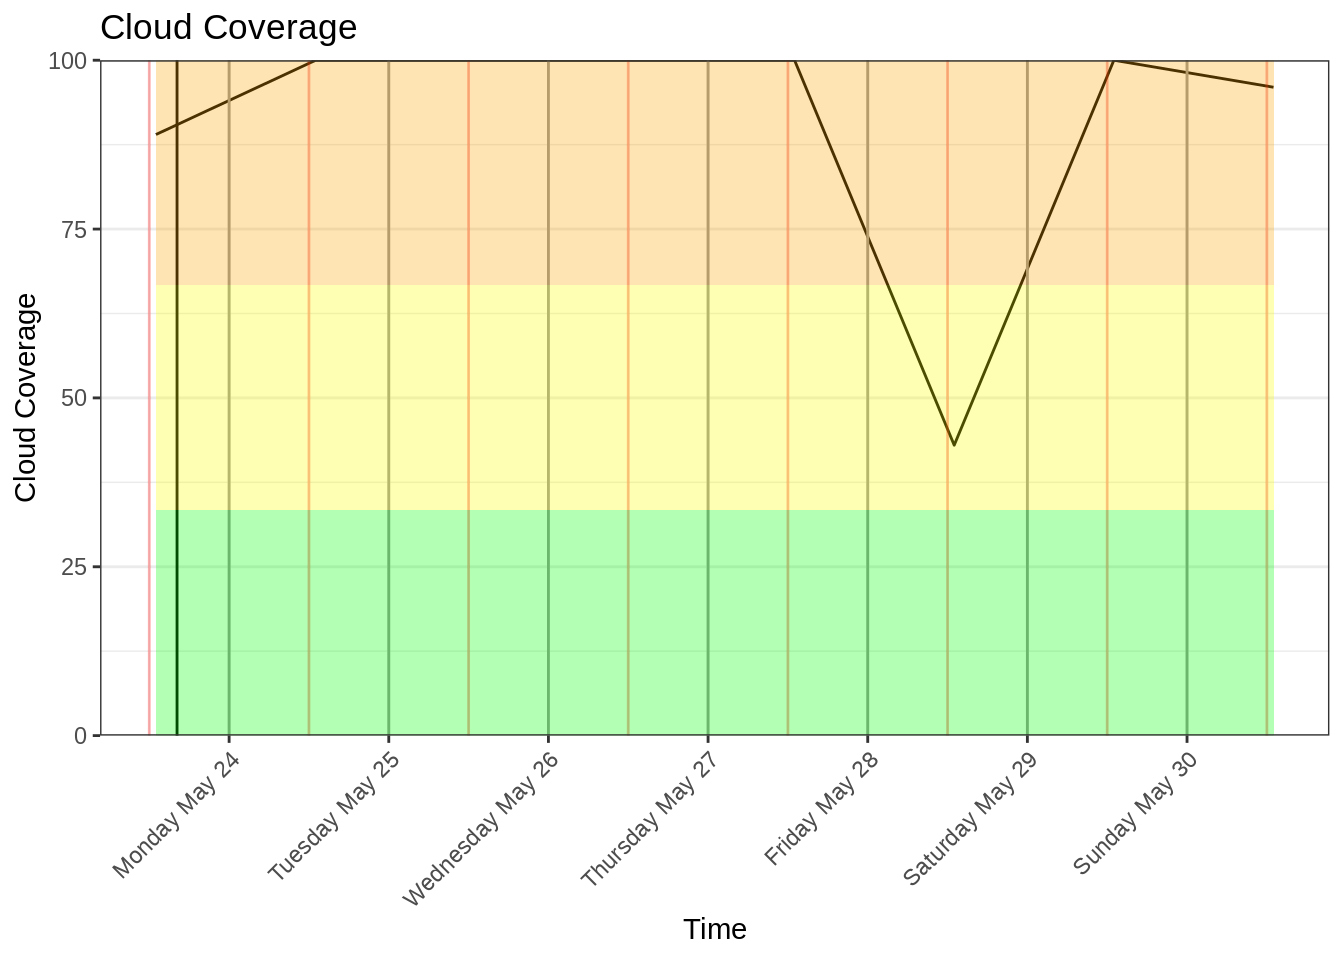 Cloud Coverage
Cloud Coverage
100
75
50
25
0
Monday May 24
Tuesday May 25
Wednesday May 26
Thursday May 27
Friday May 28
Saturday May 29
Sunday May 30
Time